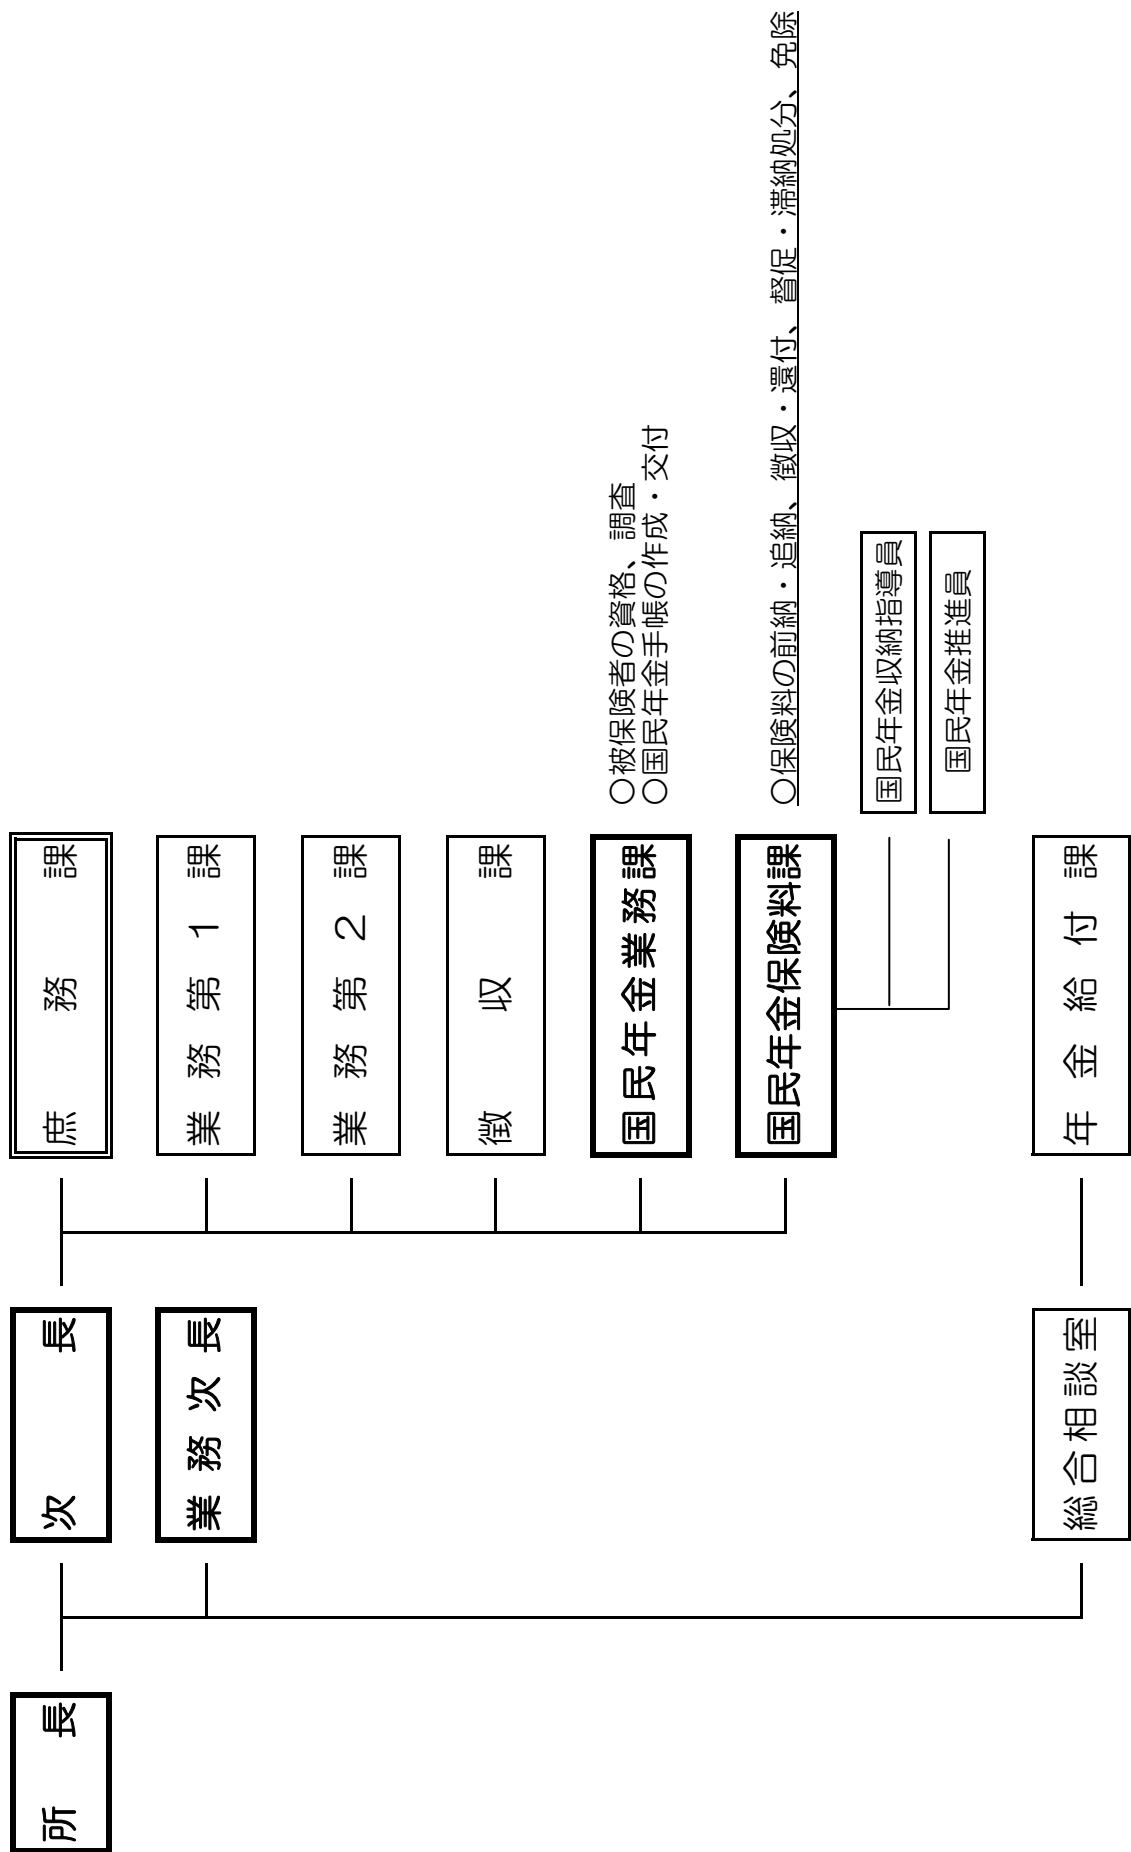 所長
次長
業務次長
総合相談室
庶務課
業務第1課
業務第2課
徴収課
国民年金業務課
○被保険者の資格、調査
○国民年金手帳の作成・交付
国民年金保険料課
○保険料の前納・追納、徴収・還付、督促・滞納処分、免除
国民年金収納指導員
国民年金推進員
年金給付課